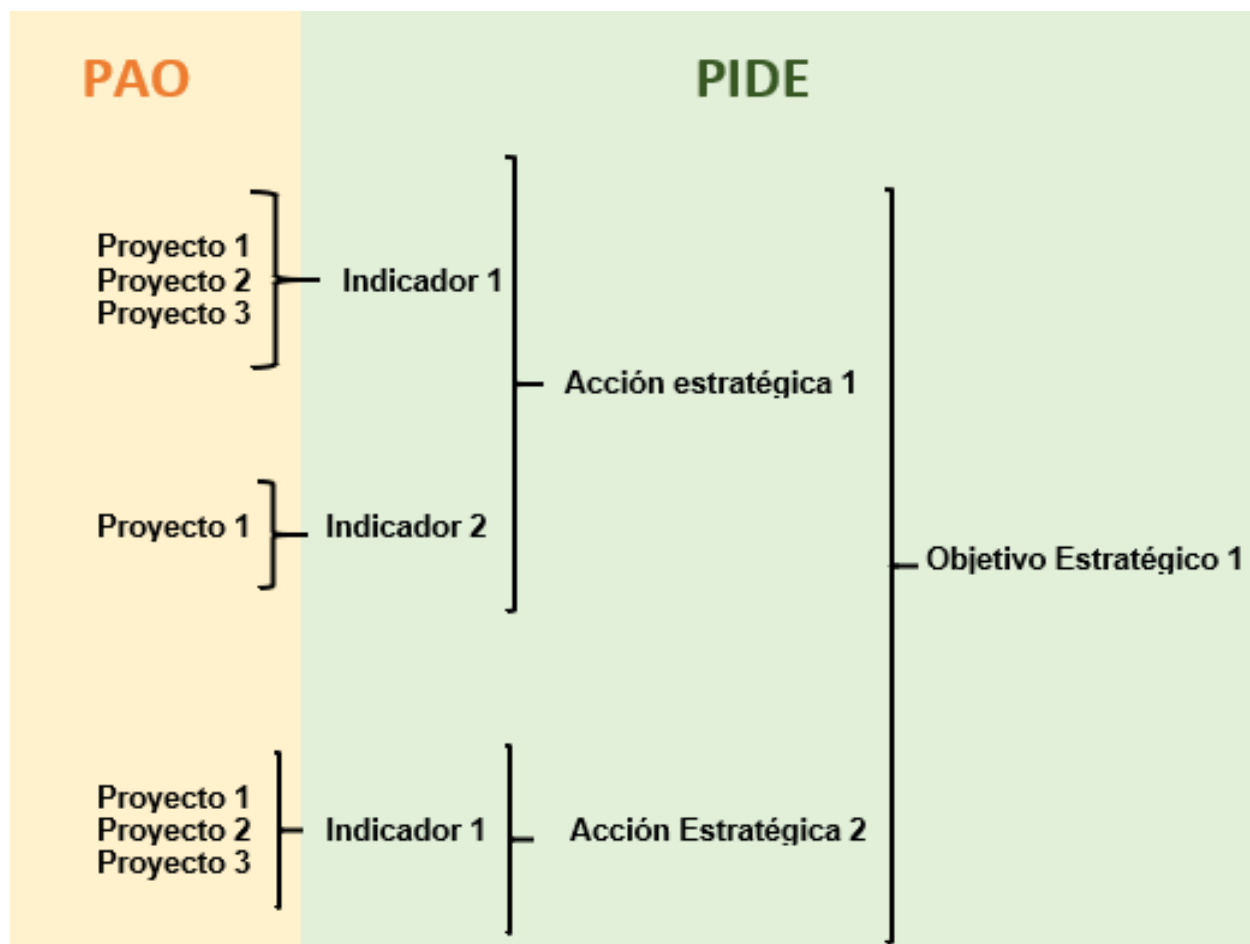 PAO
PIDE
Proyecto 1
Proyecto 2
Proyecto 3
Indicador 1
Acción estratégica 1
Proyecto 1
Indicador 2
Objetivo Estratégico 1
Proyecto 1
Proyecto 2
Proyecto 3
Indicador 1
Acción Estratégica 2